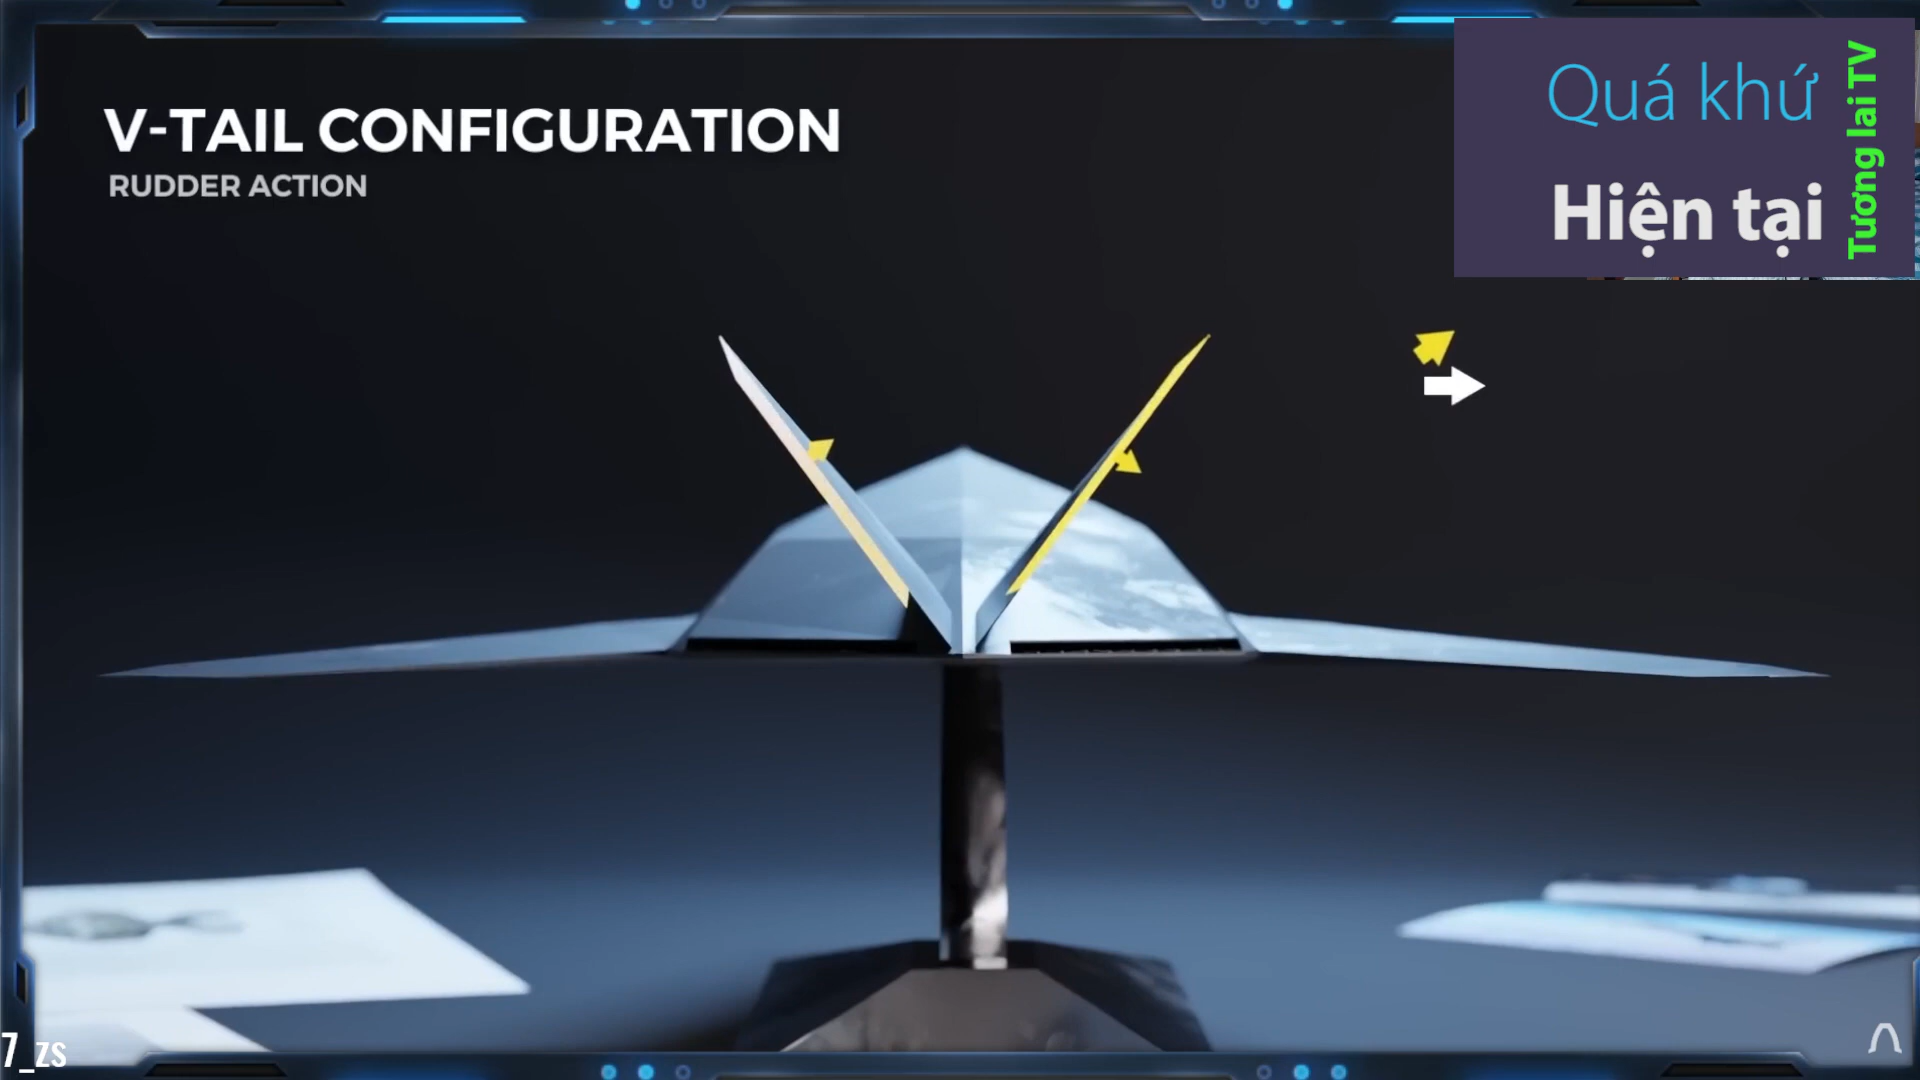 V-TAIL CONFIGURATION
RUDDER ACTION
Quá khứ
Hiện tại
Tương lai TV
7_zs